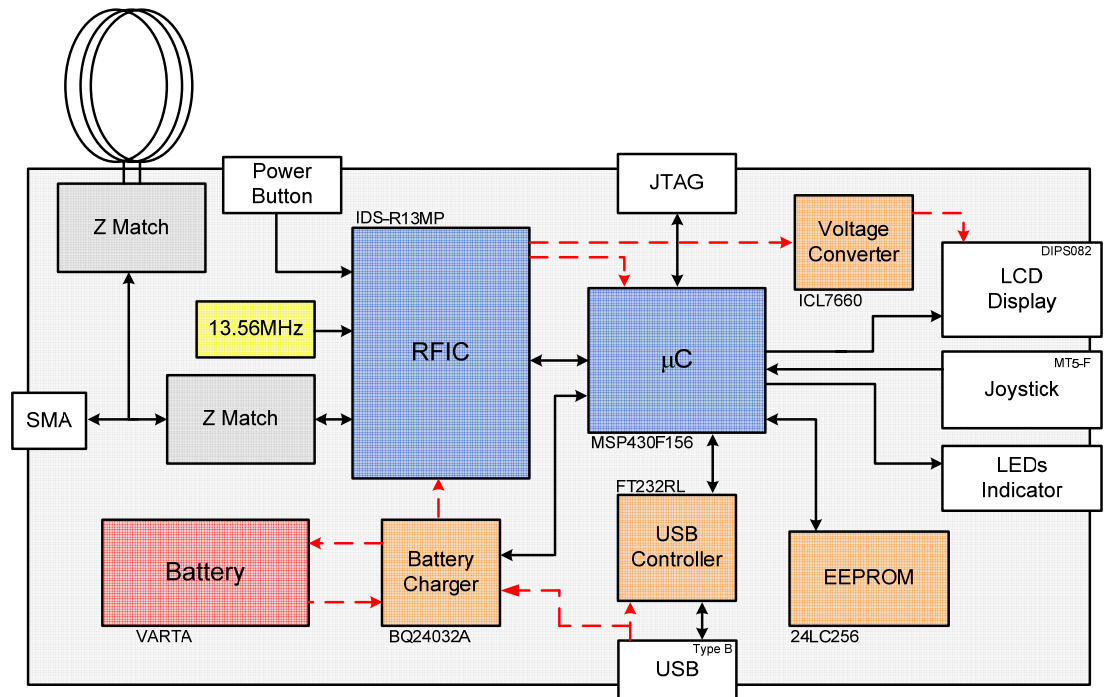 Power
Button
JTAG
Z Match
IDS-R13MP
Voltage
Converter
ICL7660
DIPS082
LCD
Display
13.56MHz
RFIC
µC
MSP430F156
MT5-F
Joystick
SMA
Z Match
LEDs
Indicator
FT232RL
USB
Controller
Battery
VARTA
Battery
Charger
BQ24032A
EEPROM
24LC256
Type B
USB